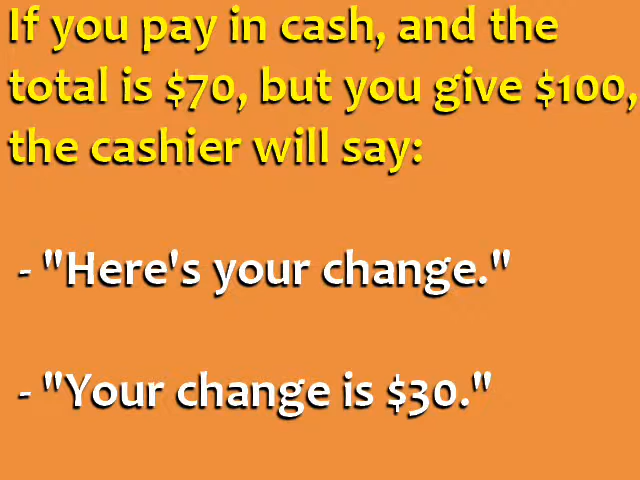 If you pay in cash, and the
total is $70, but you give $100,
the cashier will say:
- "Here's your change."
- "Your change is $30."